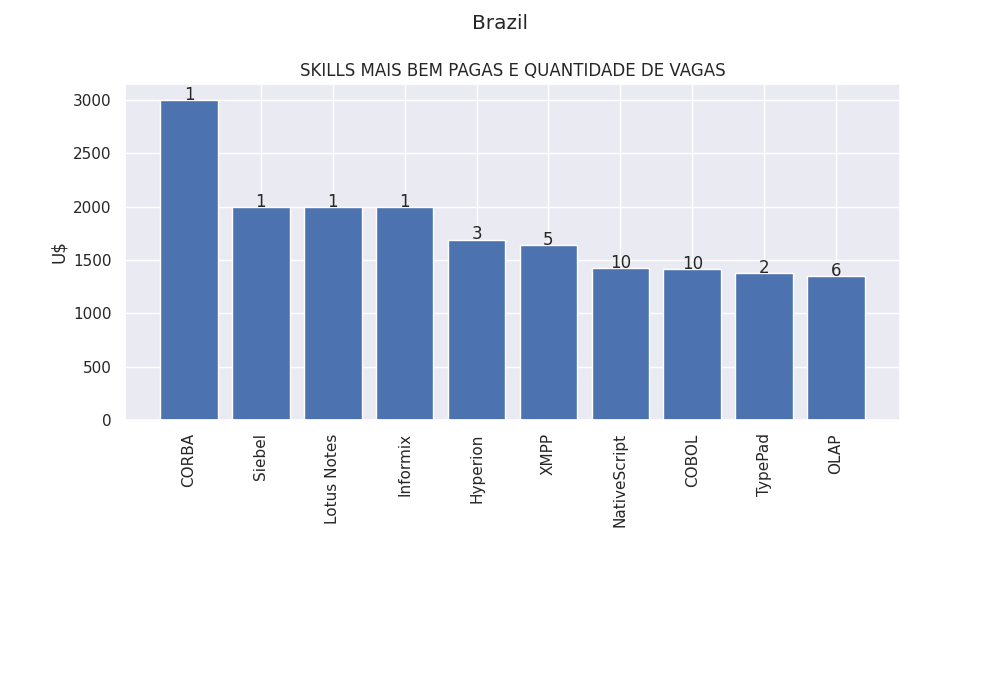 Brazil
SKILLS MAIS BEM PAGAS E QUANTIDADE DE VAGAS
U$
3000
2500
2000
1500
1000
500
0
1
1
1
1
3
5
10
10
2
6
CORBA
Siebel
Lotus Notes
Informix
Hyperion
XMPP
NativeScript
COBOL
TypePad
OLAP